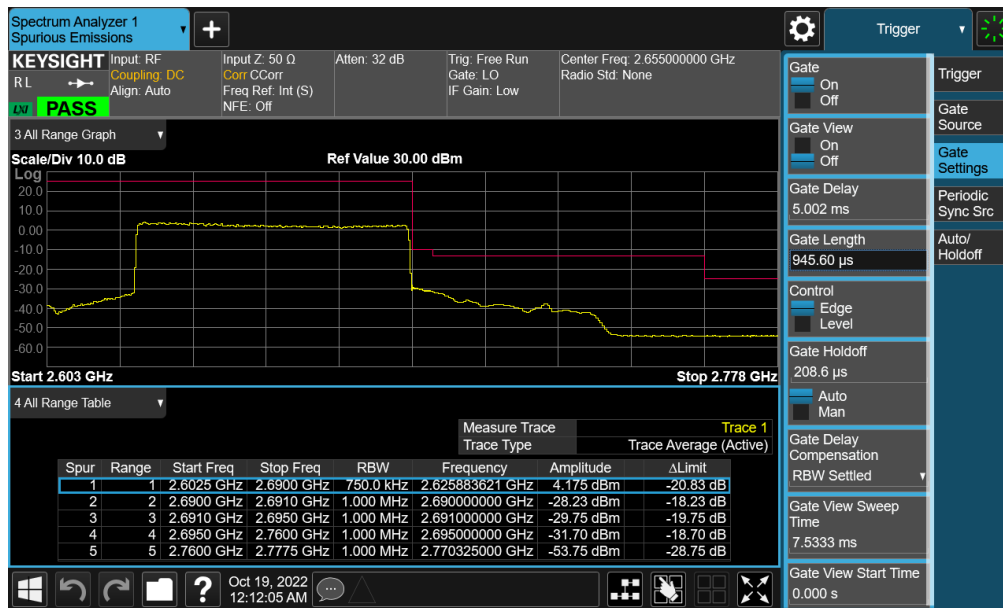 Spectrum Analyzer 1
Spurious Emissions
Trigger
KEYSIGHT
R L
LXI PASS
Input: RF
Coupling: DC
Align: Auto
Input Z: 50 Ω
Corr CCorr
Freq Ref: Int (S)
NFE: Off
Atten: 32 dB
Trig: Free Run
Gate: LO
IF Gain: Low
Center Freq: 2.655000000 GHz
Radio Std: None
3 All Range Graph
Scale/Div 10.0 dB
Ref Value 30.00 dBm
Log
20.0
10.0
0.00
-10.0
-20.0
-30.0
-40.0
-50.0
-60.0
Start 2.603 GHz
Stop 2.778 GHz
4 All Range Table
Measure Trace Trace 1
Trace Type Trace Average (Active)
Spur Range Start Freq Stop Freq RBW Frequency Amplitude ΔLimit
1 1 2.6025 GHz 2.6900 GHz 750.0 kHz 2.625883621 GHz 4.175 dBm -20.83 dB
2 2 2.6900 GHz 2.6910 GHz 1.000 MHz 2.690000000 GHz -28.23 dBm -18.23 dB
3 3 2.6910 GHz 2.6950 GHz 1.000 MHz 2.691000000 GHz -29.75 dBm -19.75 dB
4 4 2.6950 GHz 2.7600 GHz 1.000 MHz 2.695000000 GHz -31.70 dBm -18.70 dB
5 5 2.7600 GHz 2.7775 GHz 1.000 MHz 2.770325000 GHz -53.75 dBm -28.75 dB
?
Oct 19, 2022
12:12:05 AM
Gate
On
Off
Gate View
On
Off
Gate Delay
5.002 ms
Gate Length
945.60 µs
Control
Edge
Level
Gate Holdoff
208.6 µs
Auto
Man
Gate Delay
Compensation
RBW Settled
Gate View Sweep
Time
7.5333 ms
Gate View Start Time
0.000 s
Trigger
Gate
Source
Gate
Settings
Periodic
Sync Src
Auto/
Holdoff